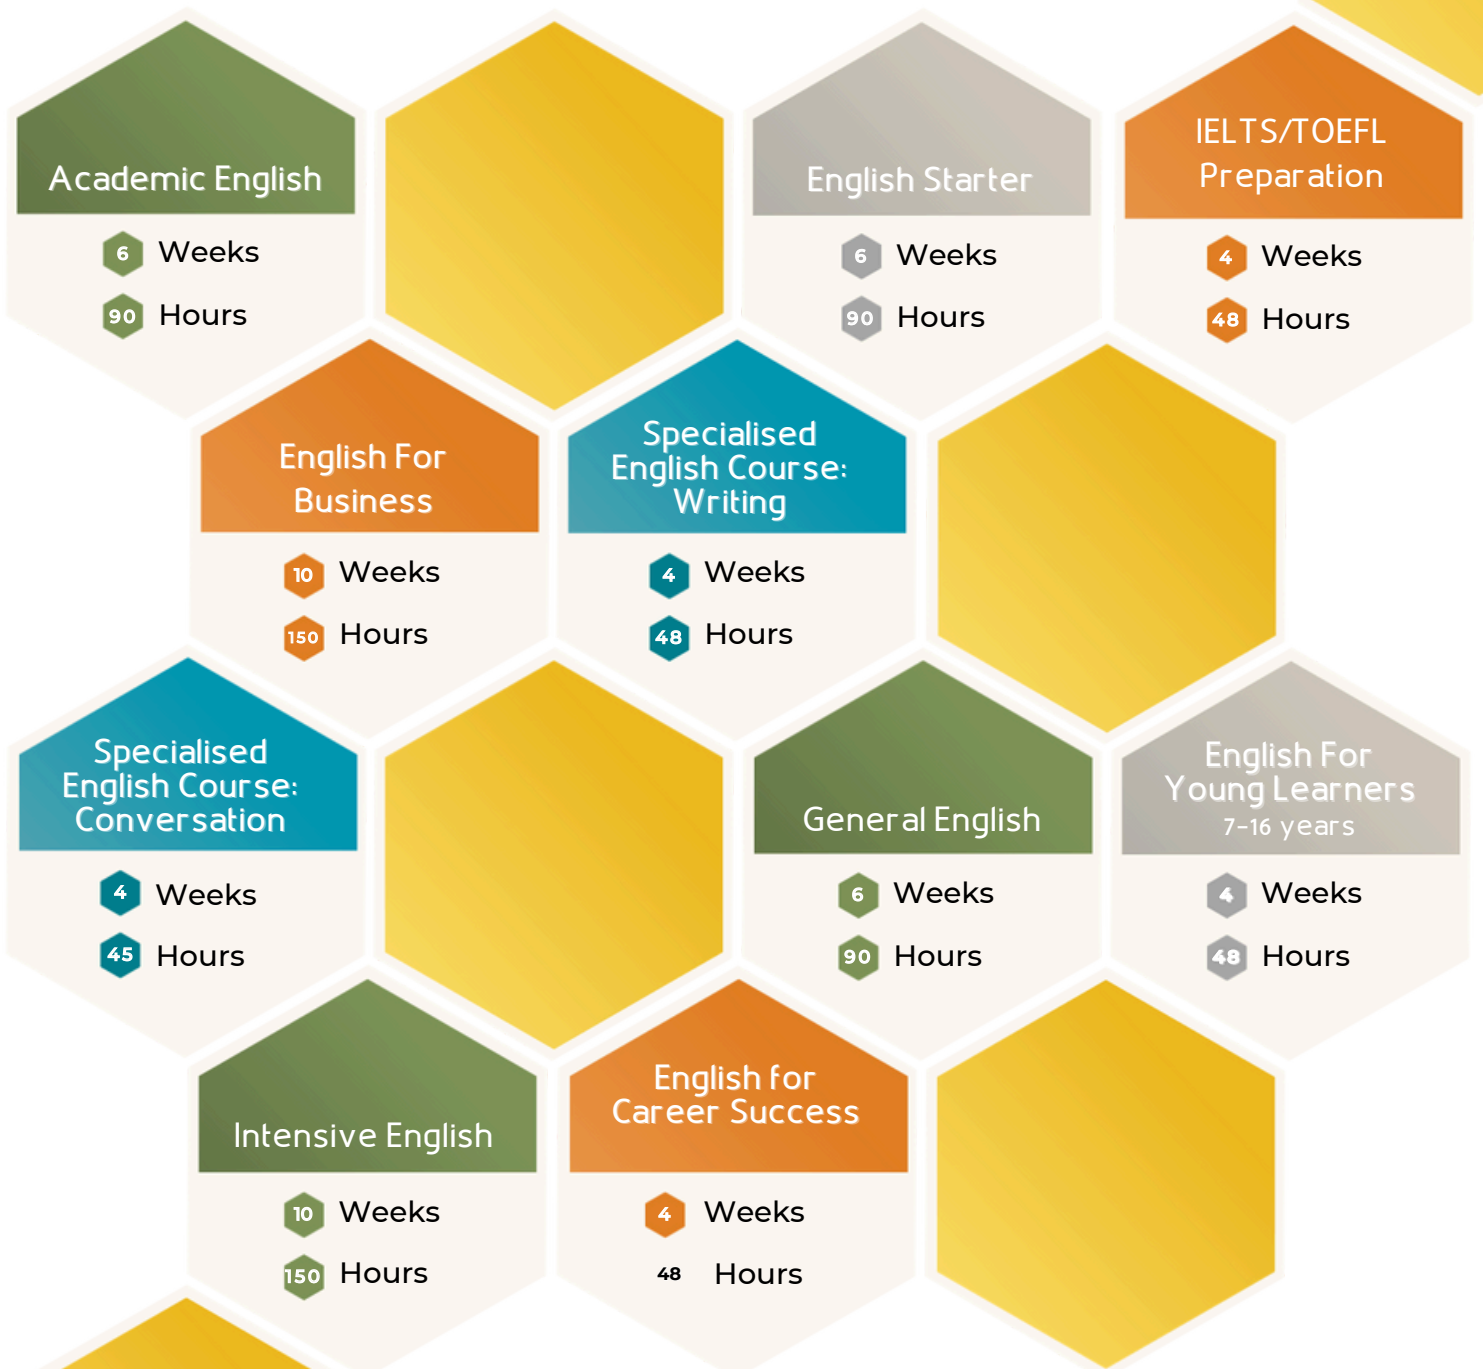 Academic English
6 Weeks
90 Hours
English Starter
6 Weeks
90 Hours
IELTS/TOEFL
Preparation
4 Weeks
48 Hours
English For
Business
10 Weeks
150 Hours
Specialised
English Course:
Writing
4 Weeks
48 Hours
Specialised
English Course:
Conversation
4 Weeks
45 Hours
General English
6 Weeks
90 Hours
English For
Young Learners
7-16 years
4 Weeks
48 Hours
Intensive English
10 Weeks
150 Hours
English for
Career Success
4 Weeks
48 Hours